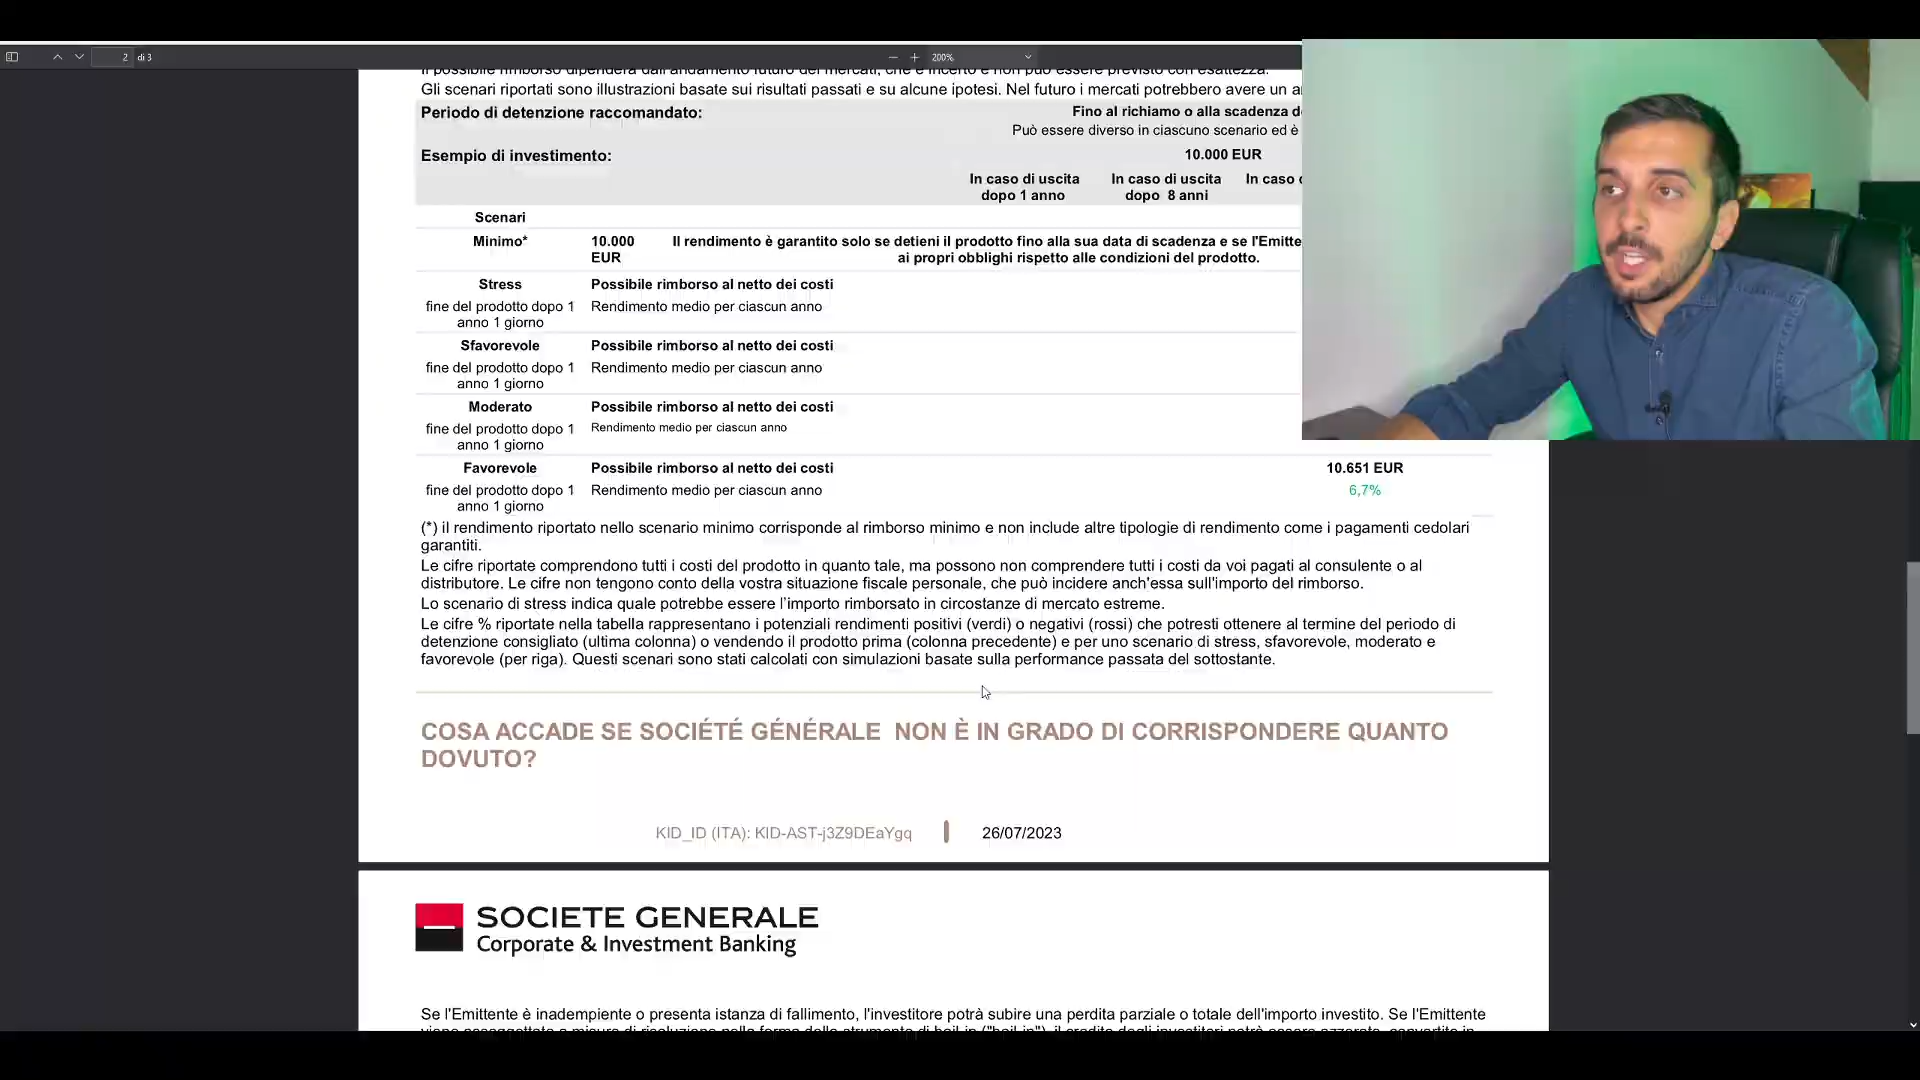 2 di 3
200%
Gli scenari riportati sono illustrazioni basate sui risultati passati e su alcune ipotesi. Nel futuro i mercati potrebbero avere un
Periodo di detenzione raccomandato:
Fino al richiamo o alla scadenza
Può essere diverso in ciascuno scenario ed è
Esempio di investimento:
10.000 EUR
In caso di uscita dopo 1 anno
In caso di uscita dopo 8 anni
In caso
Scenari
Minimo*
10.000 EUR
Il rendimento è garantito solo se detieni il prodotto fino alla sua data di scadenza e se l'Emitte
ai propri obblighi rispetto alle condizioni del prodotto.
Stress
Possibile rimborso al netto dei costi
fine del prodotto dopo 1 anno 1 giorno
Rendimento medio per ciascun anno
Sfavorevole
Possibile rimborso al netto dei costi
fine del prodotto dopo 1 anno 1 giorno
Rendimento medio per ciascun anno
Moderato
Possibile rimborso al netto dei costi
fine del prodotto dopo 1 anno 1 giorno
Rendimento medio per ciascun anno
Favorevole
Possibile rimborso al netto dei costi
10.651 EUR
fine del prodotto dopo 1 anno 1 giorno
Rendimento medio per ciascun anno
6,7%
(*) il rendimento riportato nello scenario minimo corrisponde al rimborso minimo e non include altre tipologie di rendimento come i pagamenti cedolari
garantiti.
Le cifre riportate comprendono tutti i costi del prodotto in quanto tale, ma possono non comprendere tutti i costi da voi pagati al consulente o al
distributore. Le cifre non tengono conto della vostra situazione fiscale personale, che può incidere anch'essa sull'importo del rimborso.
Lo scenario di stress indica quale potrebbe essere l'importo rimborsato in circostanze di mercato estreme.
Le cifre % riportate nella tabella rappresentano i potenziali rendimenti positivi (verdi) o negativi (rossi) che potresti ottenere al termine del periodo di
detenzione consigliato (ultima colonna) o vendendo il prodotto prima (colonna precedente) e per uno scenario di stress, sfavorevole, moderato e
favorevole (per riga). Questi scenari sono stati calcolati con simulazioni basate sulla performance passata del sottostante.
COSA ACCADE SE SOCIÉTÉ GÉNÉRALE NON È IN GRADO DI CORRISPONDERE QUANTO
DOVUTO?
KID_ID (ITA): KID-AST-j3Z9DEaYgq
26/07/2023
SOCIETE GENERALE
Corporate & Investment Banking
Se l'Emittente è inadempiente o presenta istanza di fallimento, l'investitore potrà subire una perdita parziale o totale dell'importo investito. Se l'Emittente